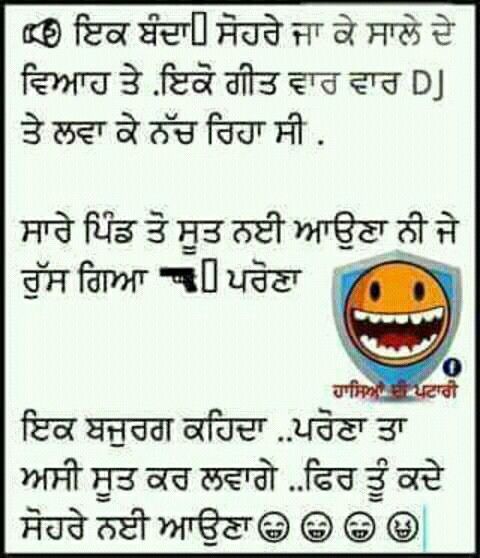 📢 ਇਕ ਬੰਦਾ▯ ਸੋਹਰੇ ਜਾ ਕੇ ਸਾਲੇ ਦੇ
ਵਿਆਹ ਤੇ .ਇਕੋ ਗੀਤ ਵਾਰ ਵਾਰ DJ
ਤੇ ਲਵਾ ਕੇ ਨੱਚ ਰਿਹਾ ਸੀ .
ਸਾਰੇ ਪਿੰਡ ਤੋ ਸੂਤ ਨਈ ਆਉਣਾ ਨੀ ਜੇ
ਰੁੱਸ ਗਿਆ 🔫▯ ਪਰੋਣਾ
f
ਹਾਸਿਆਂ ਦੀ ਪਟਾਰੀ
ਇਕ ਬਜੁਰਗ ਕਹਿਦਾ ..ਪਰੋਣਾ ਤਾ
ਅਸੀ ਸੂਤ ਕਰ ਲਵਾਗੇ ..ਫਿਰ ਤੂੰ ਕਦੇ
ਸੋਹਰੇ ਨਈ ਆਉਣਾ😄 😄 😄 😆